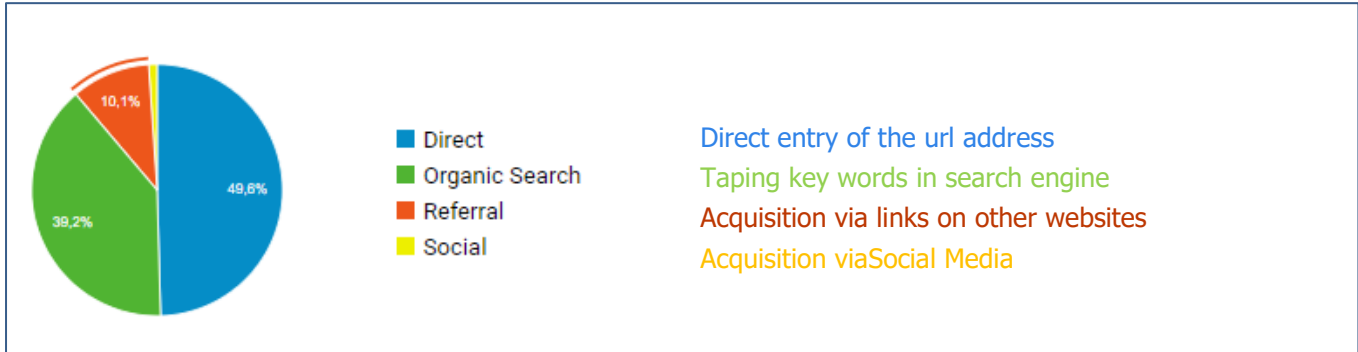 10,1%
49,6%
39,2%
Direct
Organic Search
Referral
Social
Direct entry of the url address
Taping key words in search engine
Acquisition via links on other websites
Acquisition viaSocial Media